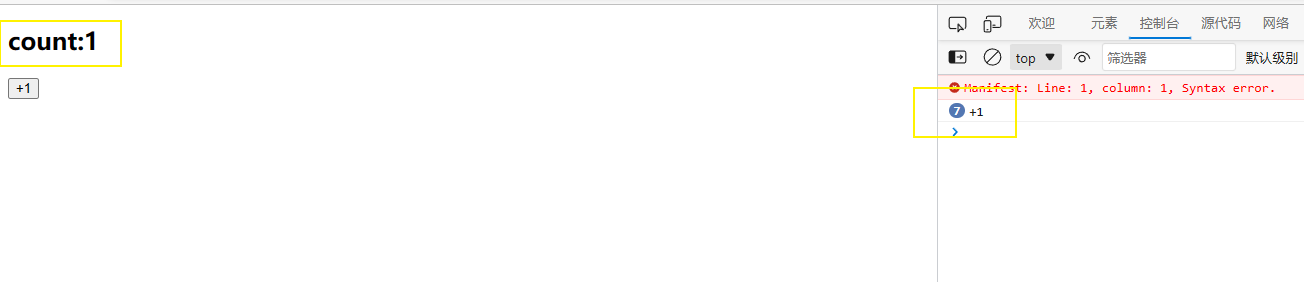 count:1
+1
欢迎 元素 控制台 源代码 网络
top 筛选器 默认级别
Manifest: Line: 1, column: 1, Syntax error.
7 +1